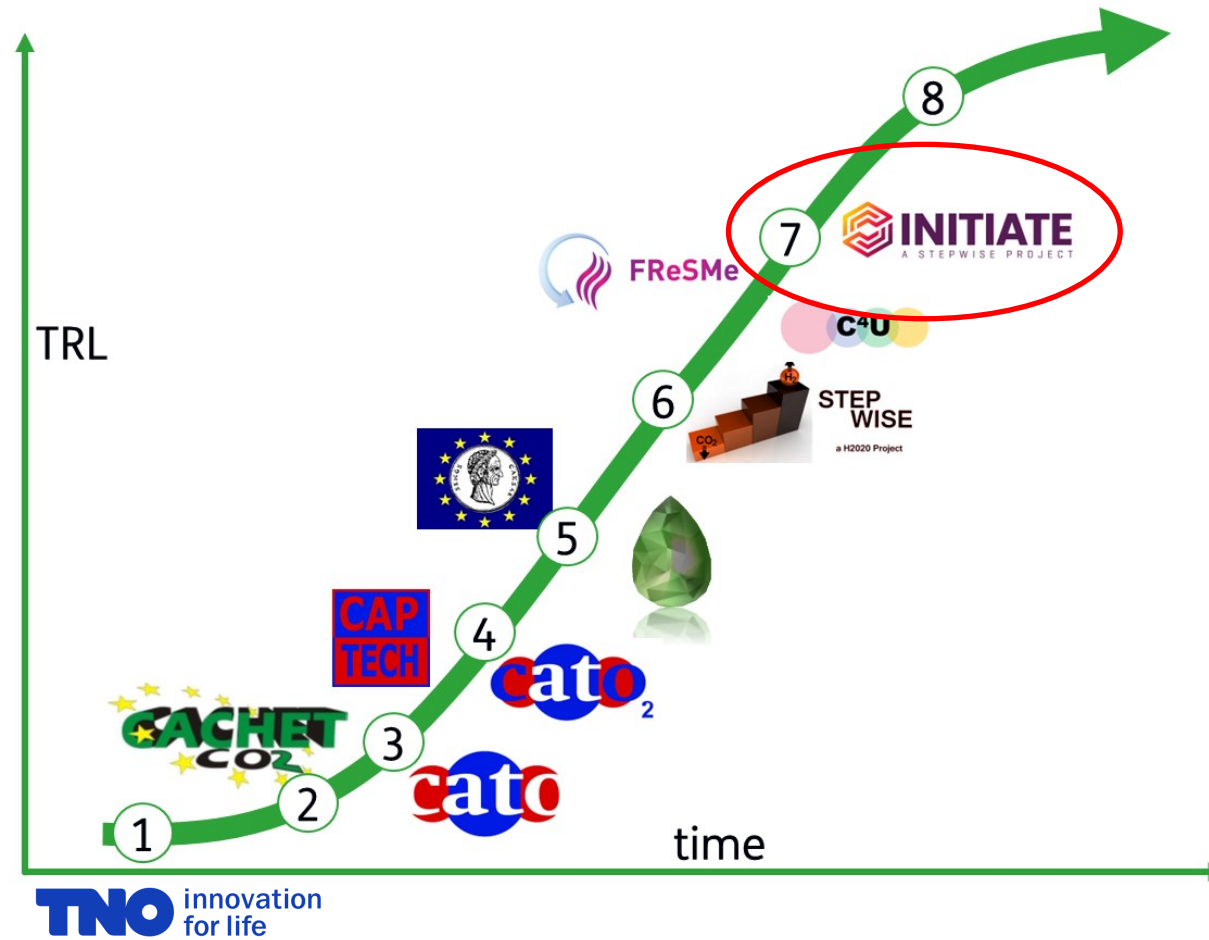 8
7
INITIATE
A STEPWISE PROJECT
FReSMe
C4U
TRL
H2
6
STEP
WISE
CO2
a H2020 Project
5
CAP
TECH
4
cato
2
CACHET
CO2
3
cato
2
1
time
TNO innovation
for life